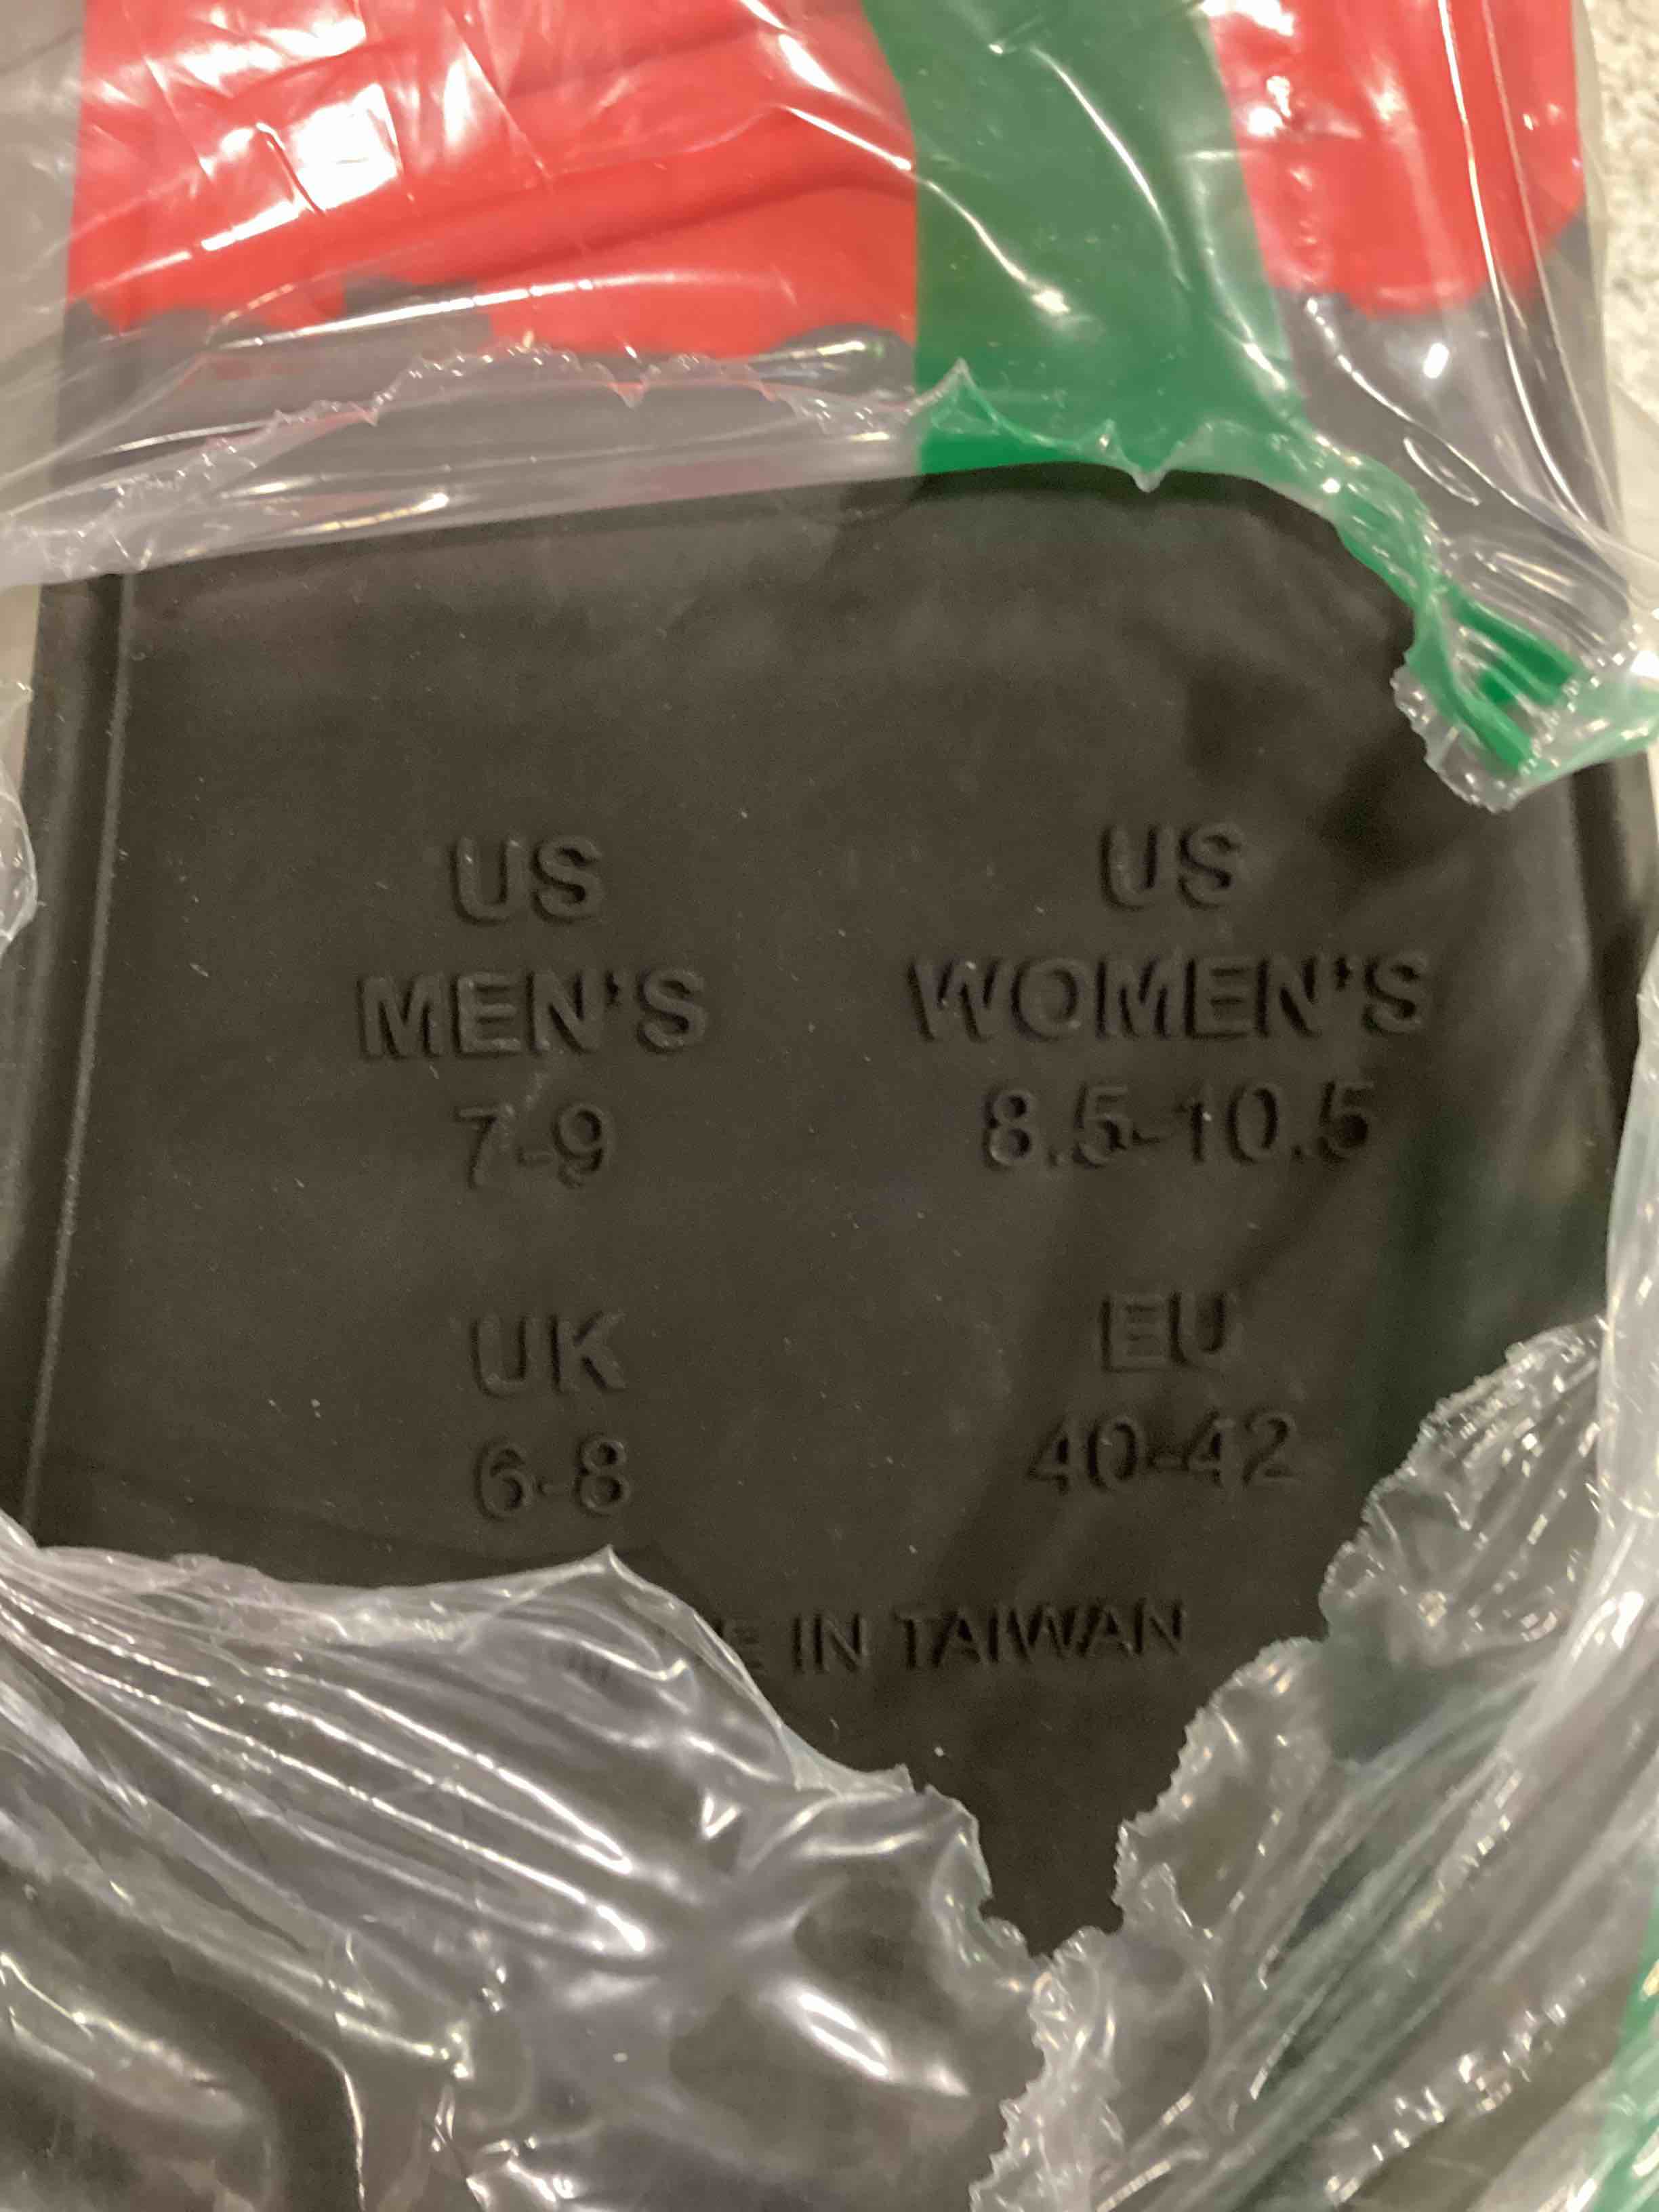 US
MEN'S
7-9
US
WOMEN'S
8.5-10.5
UK
6-8
EU
40-42
IN TAIWAN